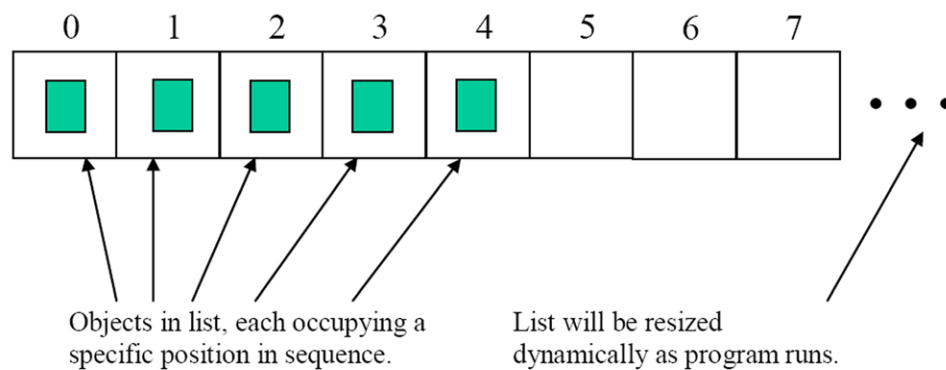 0 1 2 3 4 5 6 7
Objects in list, each occupying a
specific position in sequence.
List will be resized
dynamically as program runs.